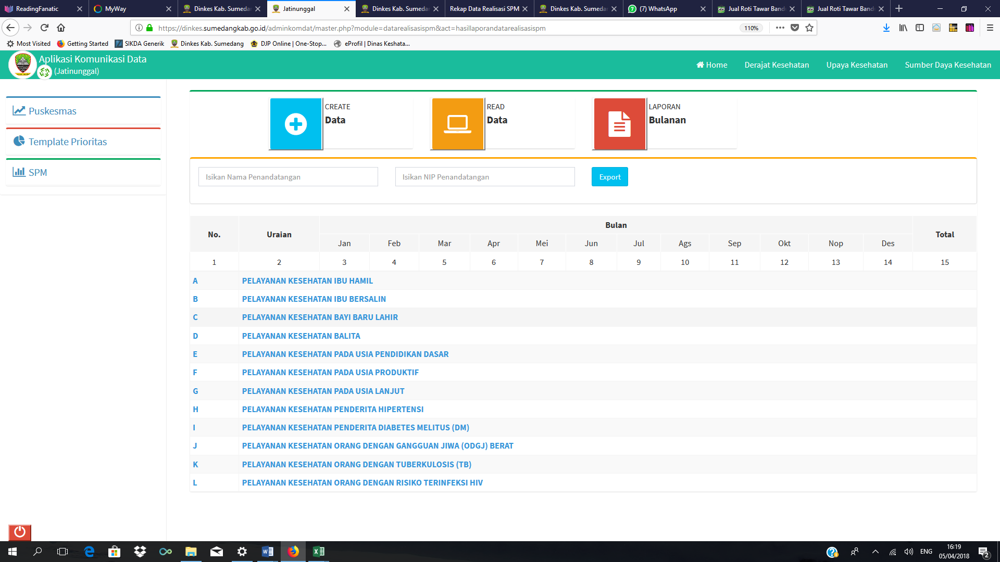 ReadingFanatic
MyWay
Dinkes Kab. Sumeda
Jatinunggal
Dinkes Kab. Sumeda
Rekap Data Realisasi SPM
Dinkes Kab. Sumeda
(7) WhatsApp
Jual Roti Tawar Band
Jual Roti Tawar Band
https://dinkes.sumedangkab.go.id/adminkomdat/master.php?module=datarealisasispm&act=hasillaporandatarealisasispm
110%
Most Visited
Getting Started
SIKDA Generik
Dinkes Kab. Sumedang
DJP Online | One-Stop...
eProfil | Dinas Keshata...
Aplikasi Komunikasi Data
(Jatinunggal)
Home
Derajat Kesehatan
Upaya Kesehatan
Sumber Daya Kesehatan
Puskesmas
Template Prioritas
SPM
CREATE
Data
READ
Data
LAPORAN
Bulanan
Isikan Nama Penandatangan
Isikan NIP Penandatangan
Export
No. Uraian Bulan Total
Jan Feb Mar Apr Mei Jun Jul Ags Sep Okt Nop Des
1 2 3 4 5 6 7 8 9 10 11 12 13 14 15
A PELAYANAN KESEHATAN IBU HAMIL
B PELAYANAN KESEHATAN IBU BERSALIN
C PELAYANAN KESEHATAN BAYI BARU LAHIR
D PELAYANAN KESEHATAN BALITA
E PELAYANAN KESEHATAN PADA USIA PENDIDIKAN DASAR
F PELAYANAN KESEHATAN PADA USIA PRODUKTIF
G PELAYANAN KESEHATAN PADA USIA LANJUT
H PELAYANAN KESEHATAN PENDERITA HIPERTENSI
I PELAYANAN KESEHATAN PENDERITA DIABETES MELITUS (DM)
J PELAYANAN KESEHATAN ORANG DENGAN GANGGUAN JIWA (ODGJ) BERAT
K PELAYANAN KESEHATAN ORANG DENGAN TUBERKULOSIS (TB)
L PELAYANAN KESEHATAN ORANG DENGAN RISIKO TERINFEKSI HIV
ENG
16:19
05/04/2018
2